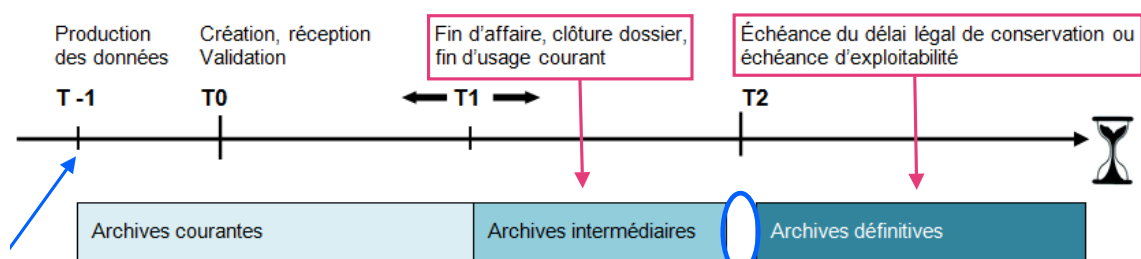 Production
des données
Création, réception
Validation
Fin d'affaire, clôture dossier,
fin d'usage courant
Échéance du délai légal de conservation ou
échéance d'exploitabilité
T -1
T0
T1
T2
Archives courantes
Archives intermédiaires
Archives définitives